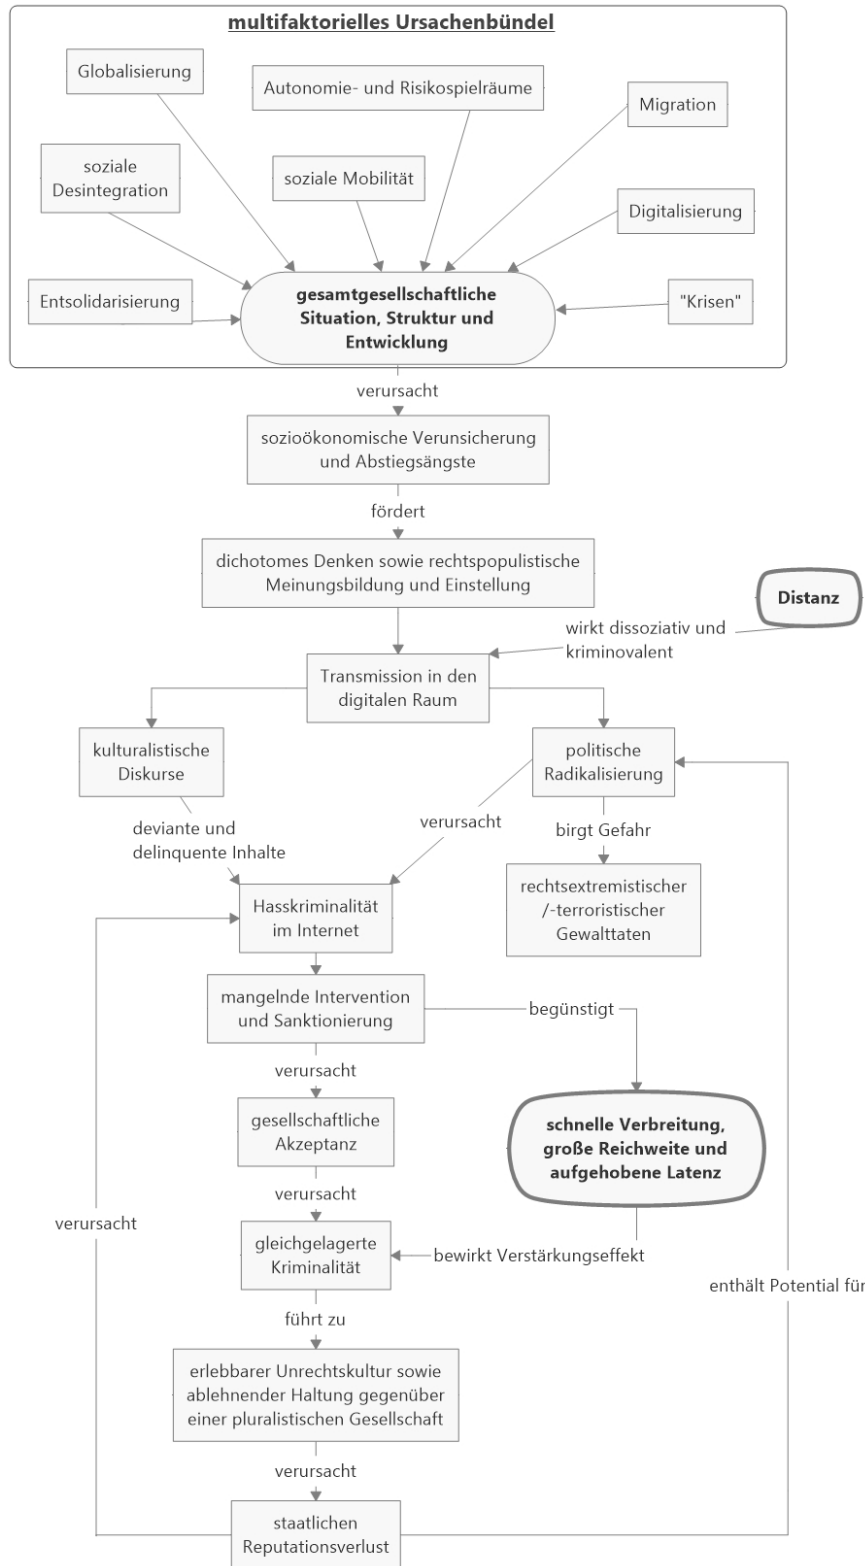 multifaktorielles Ursachenbündel
Globalisierung
Autonomie- und Risikospielräume
Migration
soziale
Desintegration
soziale Mobilität
Digitalisierung
Entsolidarisierung
"Krisen"
gesamtgesellschaftliche
Situation, Struktur und
Entwicklung
verursacht
sozioökonomische Verunsicherung
und Abstiegsängste
fördert
dichotomes Denken sowie rechtspopulistische
Meinungsbildung und Einstellung
Distanz
wirkt dissoziativ und
kriminovalent
Transmission in den
digitalen Raum
kulturalistische
Diskurse
politische
Radikalisierung
deviante und
delinquente Inhalte
verursacht
birgt Gefahr
rechtsextremistischer
/-terroristischer
Gewalttaten
Hasskriminalität
im Internet
mangelnde Intervention
und Sanktionierung
begünstigt
verursacht
gesellschaftliche
Akzeptanz
schnelle Verbreitung,
große Reichweite und
aufgehobene Latenz
verursacht
verursacht
gleichgelagerte
Kriminalität
bewirkt Verstärkungseffekt
enthält Potential für
führt zu
erlebbarer Unrechtskultur sowie
ablehnender Haltung gegenüber
einer pluralistischen Gesellschaft
verursacht
staatlichen
Reputationsverlust